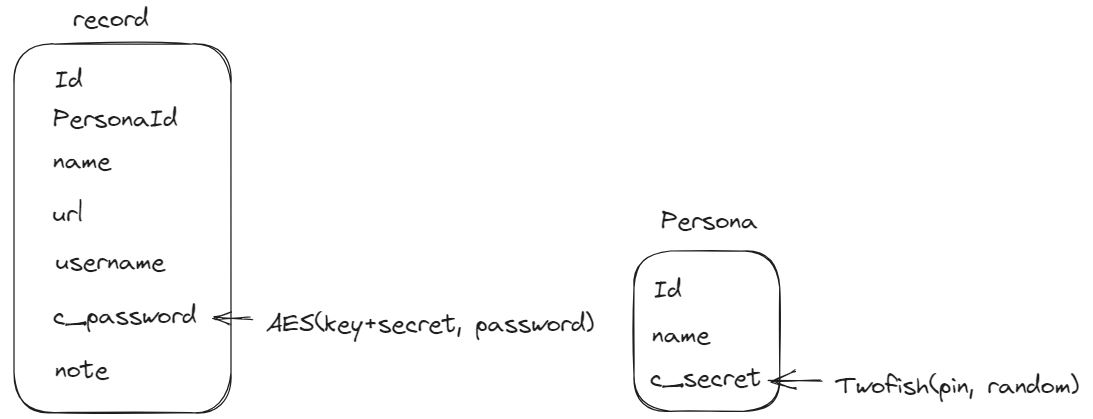 record
Id
PersonaId
name
url
username
c_password
AES(key+secret, password)
note
Persona
Id
name
c_secret
Twofish(pin, random)